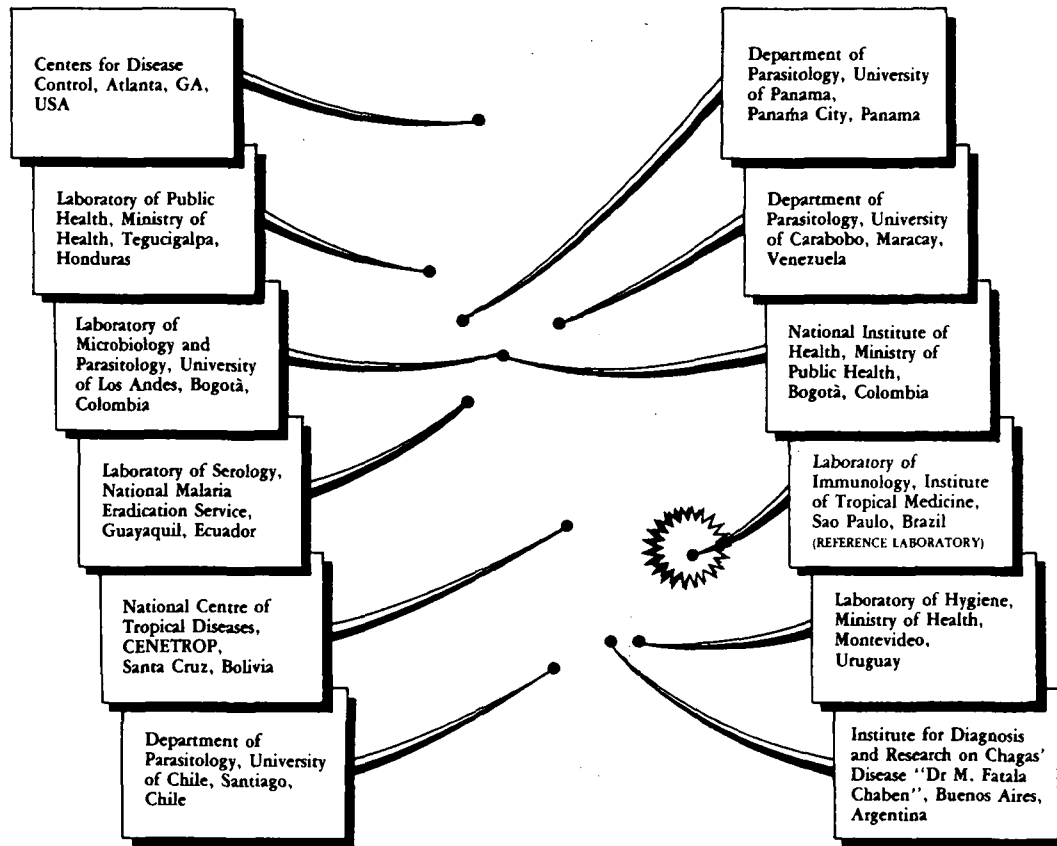 Centers for Disease
Control, Atlanta, GA,
USA
Laboratory of Public
Health, Ministry of
Health, Tegucigalpa,
Honduras
Laboratory of
Microbiology and
Parasitology, University
of Los Andes, Bogotà,
Colombia
Laboratory of Serology,
National Malaria
Eradication Service,
Guayaquil, Ecuador
National Centre of
Tropical Diseases,
CENETROP,
Santa Cruz, Bolivia
Department of
Parasitology, University
of Chile, Santiago,
Chile
Department of
Parasitology, University
of Panama,
Panama City, Panama
Department of
Parasitology, University
of Carabobo, Maracay,
Venezuela
National Institute of
Health, Ministry of
Public Health,
Bogotà, Colombia
Laboratory of
Immunology, Institute
of Tropical Medicine,
Sao Paulo, Brazil
(REFERENCE LABORATORY)
Laboratory of Hygiene,
Ministry of Health,
Montevideo,
Uruguay
Institute for Diagnosis
and Research on Chagas'
Disease "Dr M. Fatala
Chaben", Buenos Aires,
Argentina